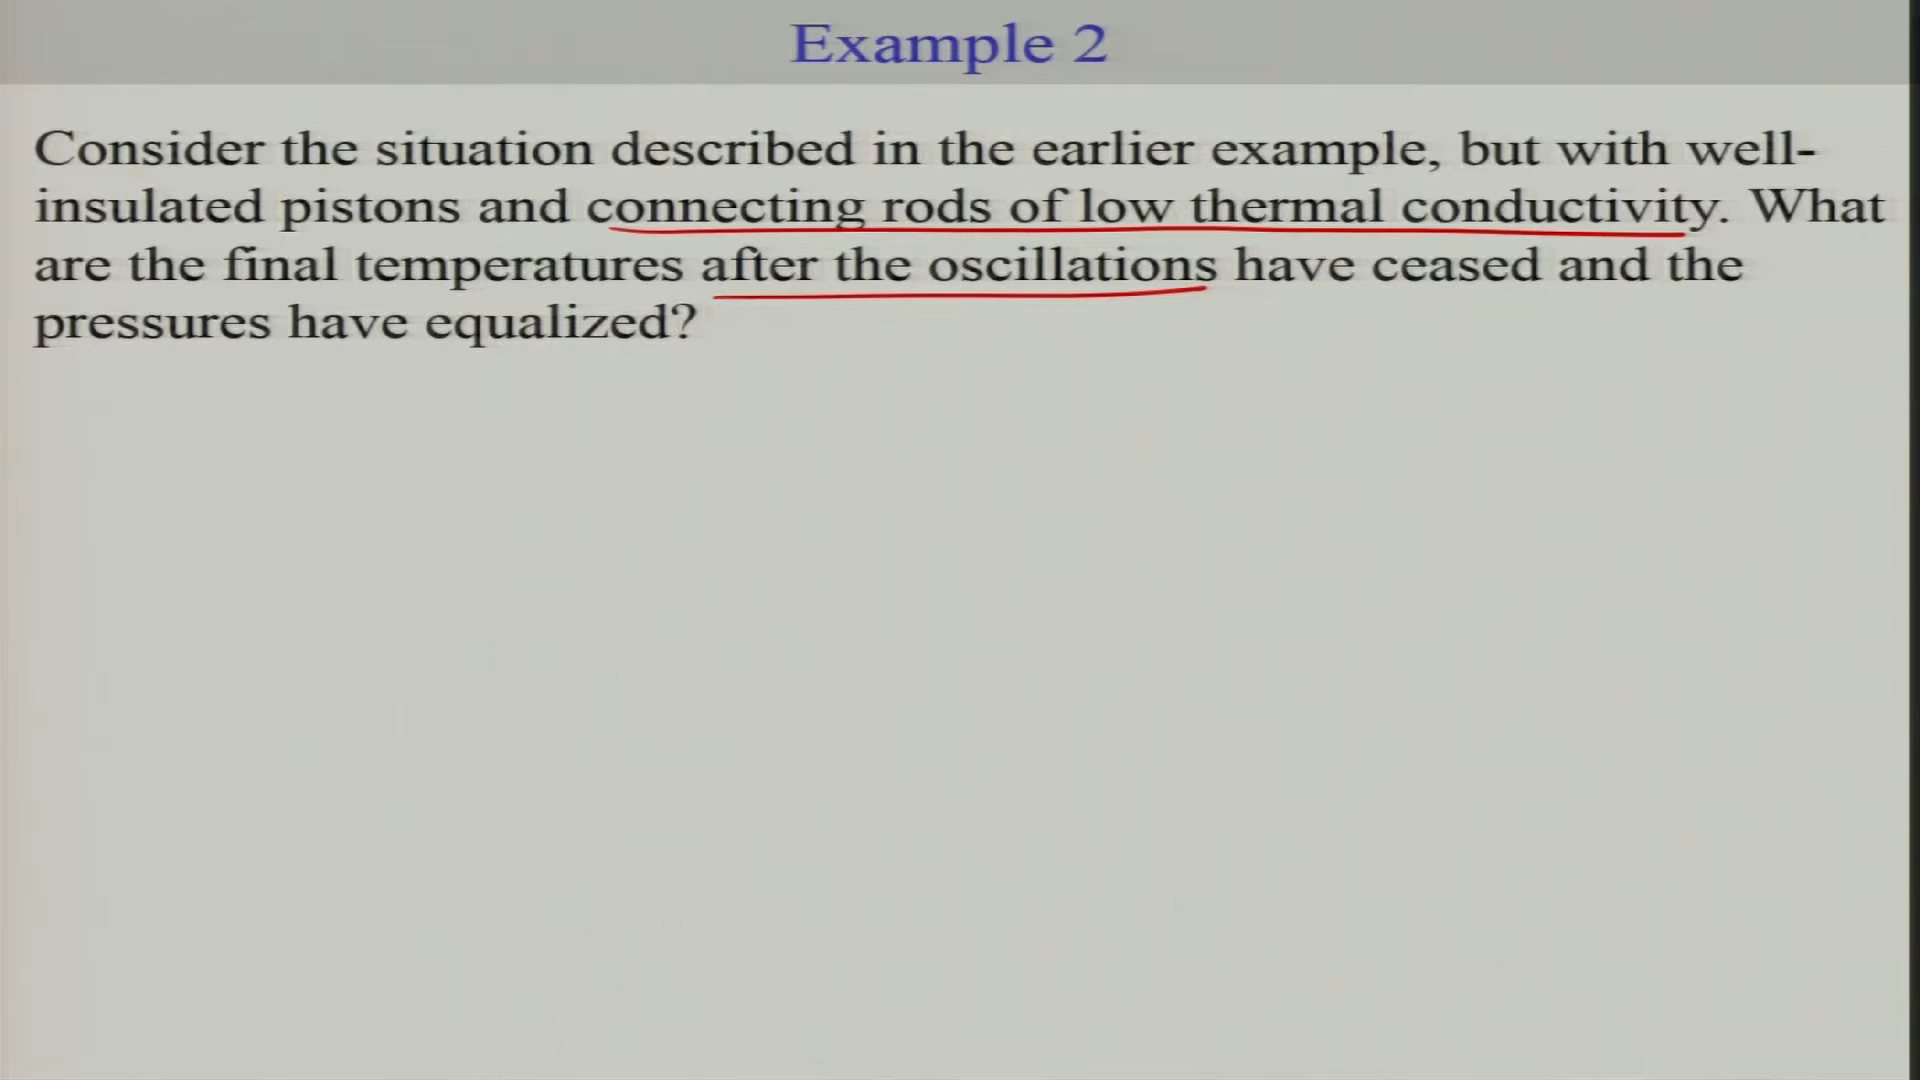 Example 2
Consider the situation described in the earlier example, but with well-
insulated pistons and connecting rods of low thermal conductivity. What
are the final temperatures after the oscillations have ceased and the
pressures have equalized?